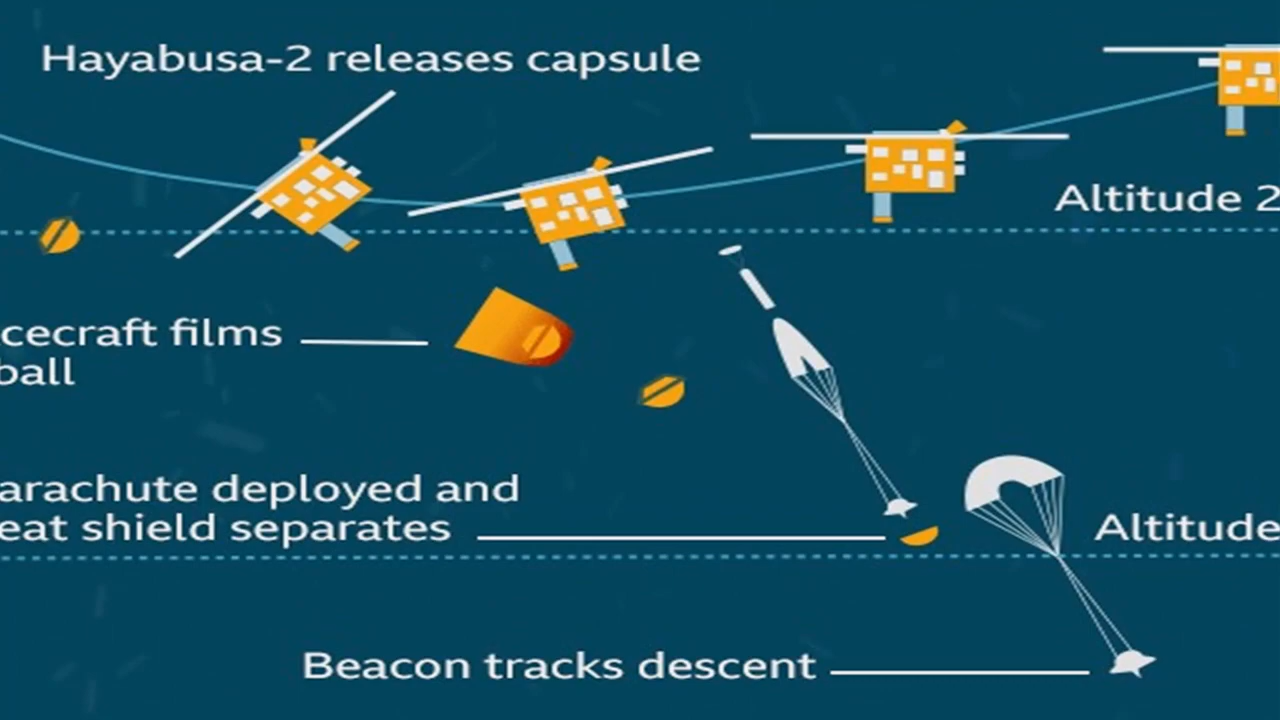 Hayabusa-2 releases capsule
Altitude 2
cecraft films
ball
arachute deployed and
eat shield separates
Altitude
Beacon tracks descent